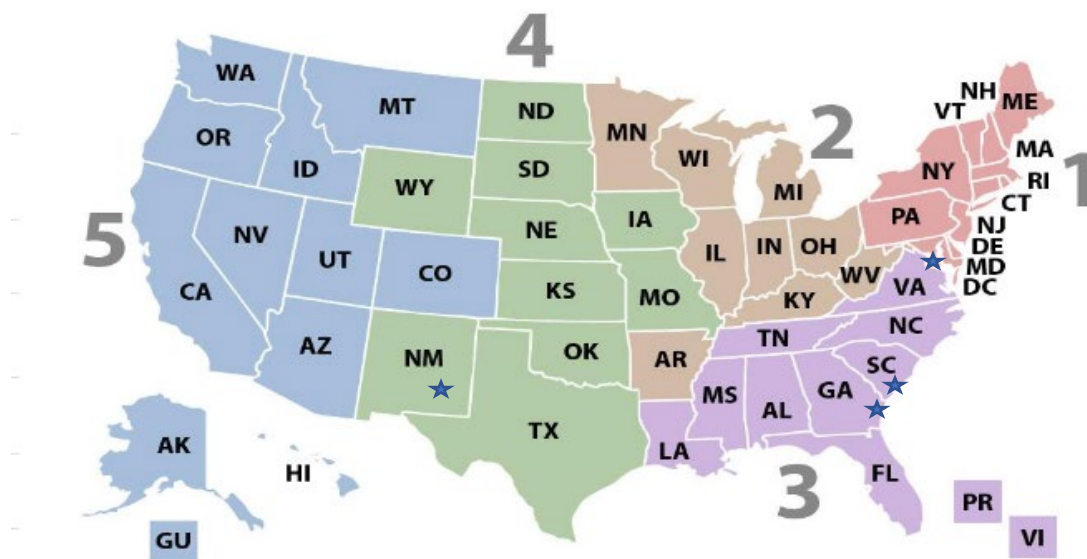 4
WA
MT
ND
MN
NH
ME
VT
OR
ID
SD
WI
2
MI
NY
MA
1
RI
WY
CT
PA
NJ
5
NV
NE
IA
IL
IN
OH
DE
MD
DC
UT
CO
WV
VA
CA
KS
MO
KY
AZ
NM
OK
AR
TN
NC
SC
MS
AL
GA
TX
LA
AK
HI
3
FL
PR
GU
VI